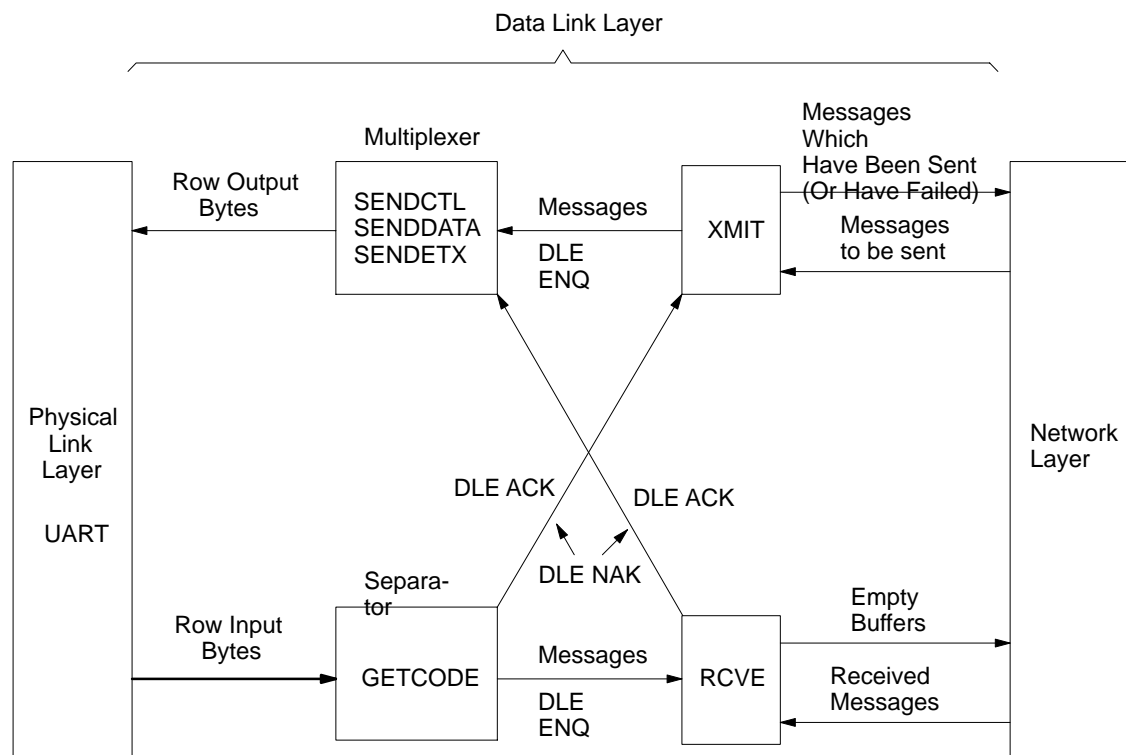 Data Link Layer
Messages
Which
Have Been Sent
(Or Have Failed)
Multiplexer
Row Output
Bytes
SENDCTL
SENDDATA
SENDETX
Messages
DLE
ENQ
XMIT
Messages
to be sent
Physical
Link
Layer
UART
Network
Layer
DLE ACK
DLE ACK
DLE NAK
Separa-
tor
Row Input
Bytes
GETCODE
Messages
DLE
ENQ
RCVE
Empty
Buffers
Received
Messages